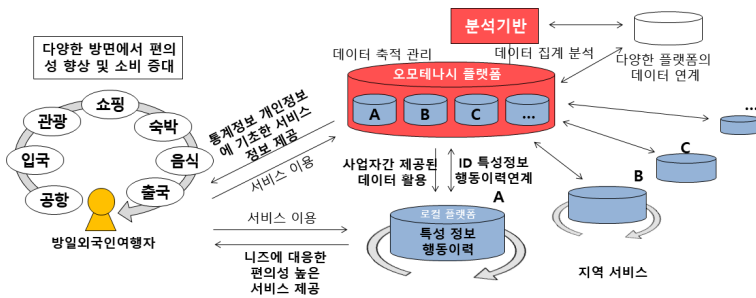 다양한 방면에서 편의
성 향상 및 소비 증대
쇼핑
관광
숙박
입국
음식
공항
출국
방일외국인여행자
통계정보 개인정보
에 기초한 서비스
정보 제공
서비스 이용
서비스 이용
니즈에 대응한
편의성 높은
서비스 제공
분석기반
데이터 축적 관리
데이터 집계 분석
오모테나시 플랫폼
A
B
C
...
다양한 플랫폼의
데이터 연계
사업자간 제공된
데이터 활용
ID 특성정보
행동이력연계
A
로컬 플랫폼
특성 정보
행동이력
B
C
...
지역 서비스